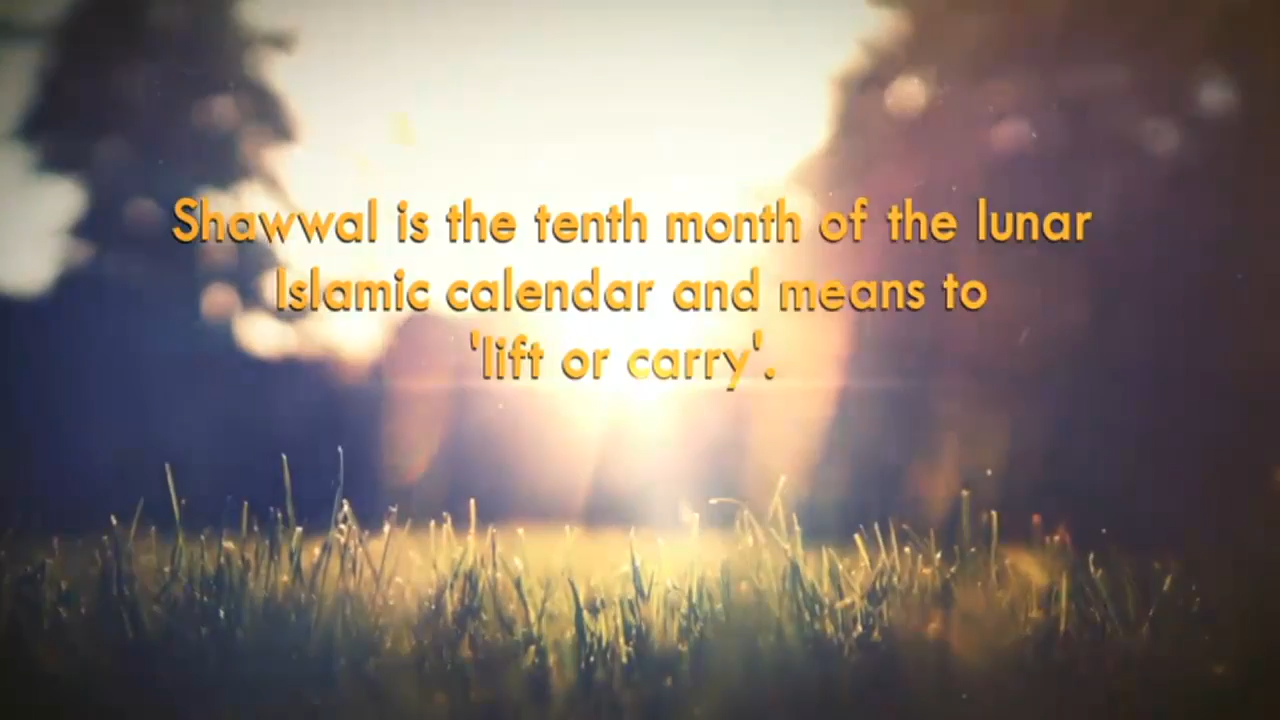 Shawwal is the tenth month of the lunar
Islamic calendar and means to
'lift or carry'.